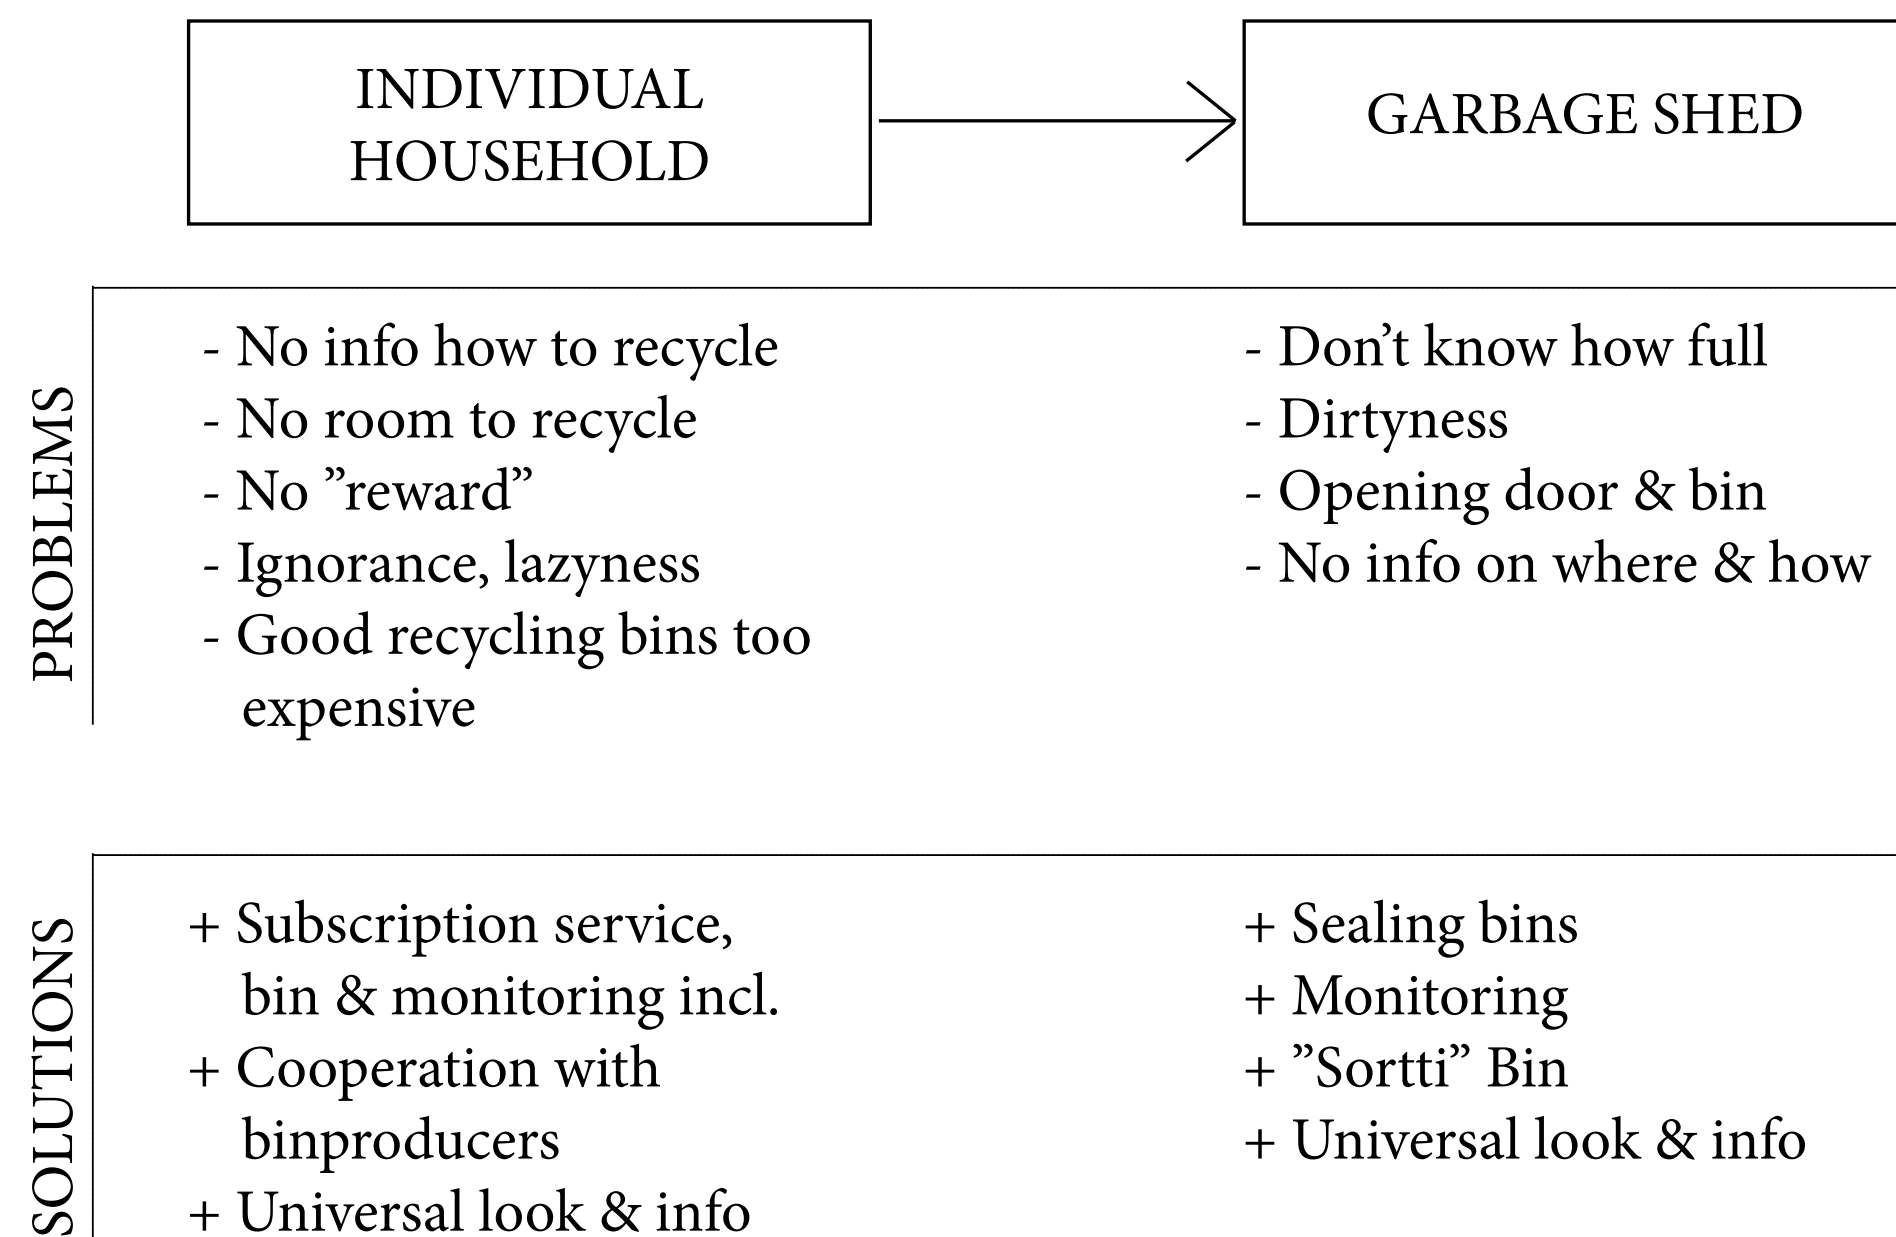 INDIVIDUAL
HOUSEHOLD
GARBAGE SHED
PROBLEMS
- No info how to recycle
- No room to recycle
- No ”reward”
- Ignorance, lazyness
- Good recycling bins too
expensive
- Don’t know how full
- Dirtyness
- Opening door & bin
- No info on where & how
SOLUTIONS
+ Subscription service,
bin & monitoring incl.
+ Cooperation with
binproducers
+ Universal look & info
+ Sealing bins
+ Monitoring
+ ”Sortti” Bin
+ Universal look & info